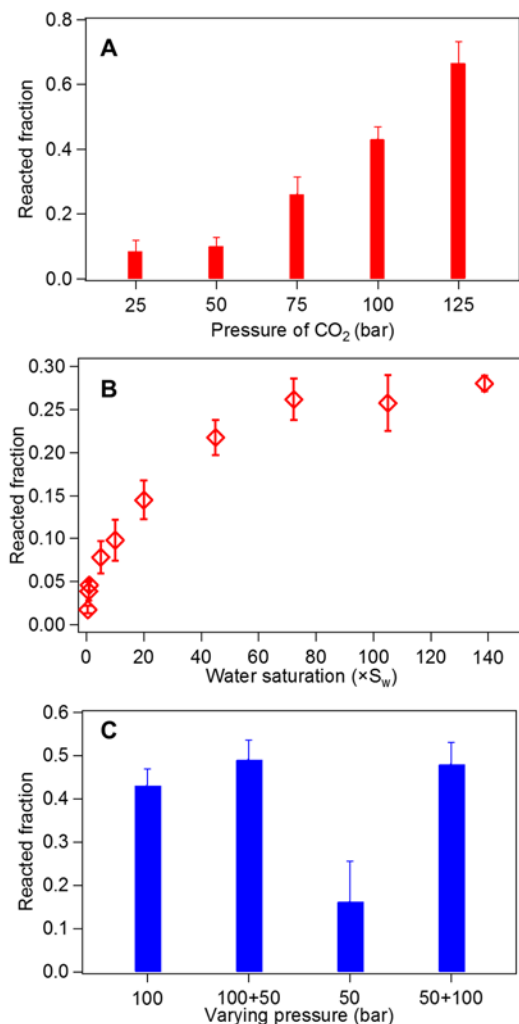 A
Reacted fraction
0.8
0.6
0.4
0.2
0.0
25 50 75 100 125
Pressure of CO₂ (bar)
B
Reacted fraction
0.30
0.25
0.20
0.15
0.10
0.05
0.00
0 20 40 60 80 100 120 140
Water saturation (×Sw)
C
Reacted fraction
0.6
0.5
0.4
0.3
0.2
0.1
0.0
100 100+50 50 50+100
Varying pressure (bar)